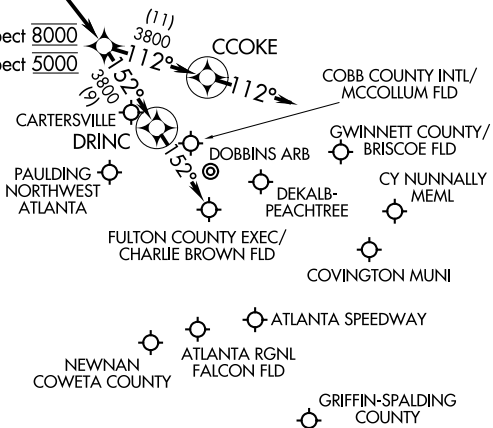 pect 8000
pect 5000
(11)
3800
112°
CCOKE
112°
152°
3800
(9)
CARTERSVILLE
DRINC
152°
COBB COUNTY INTL/
MCCOLLUM FLD
DOBBINS ARB
GWINNETT COUNTY/
BRISCOE FLD
PAULDING
NORTHWEST
ATLANTA
DEKALB-
PEACHTREE
CY NUNNALLY
MEML
FULTON COUNTY EXEC/
CHARLIE BROWN FLD
COVINGTON MUNI
ATLANTA SPEEDWAY
NEWNAN
COWETA COUNTY
ATLANTA RGNL
FALCON FLD
GRIFFIN-SPALDING
COUNTY